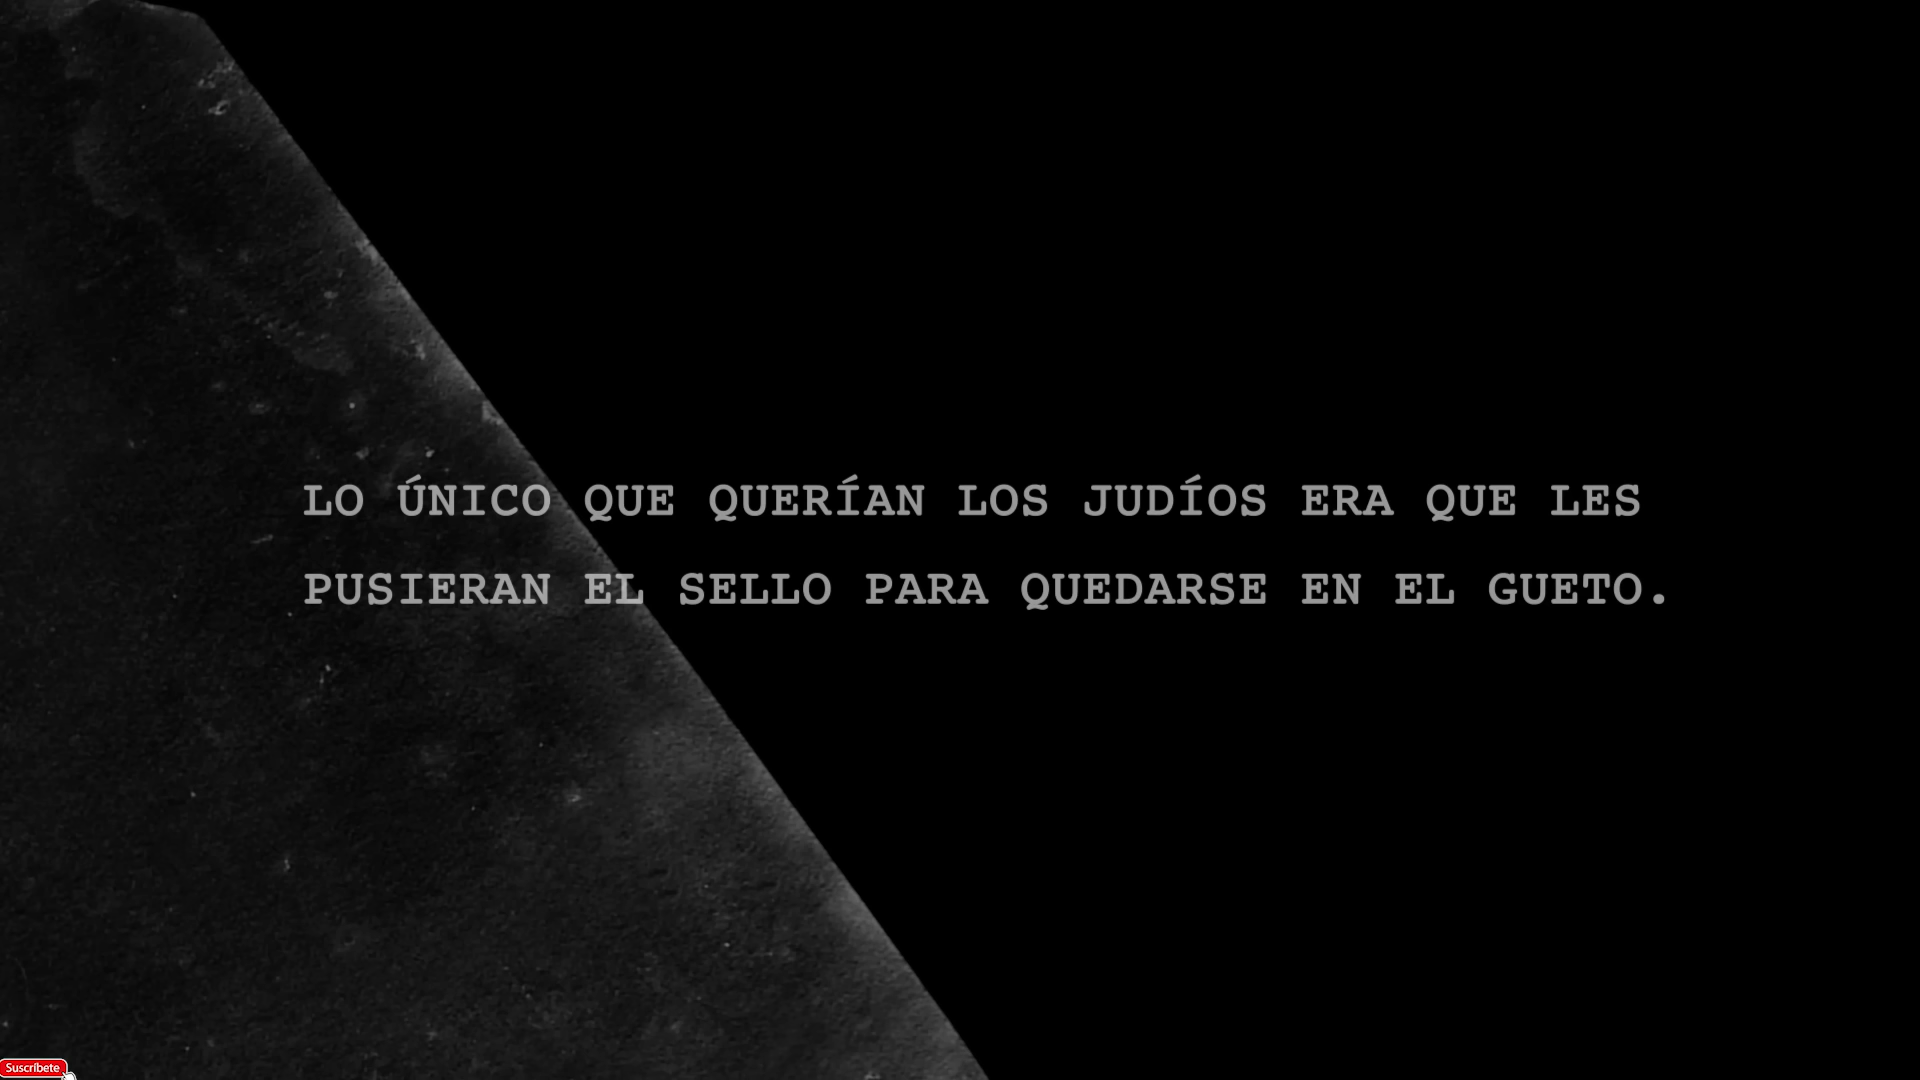 LO ÚNICO QUE QUERÍAN LOS JUDÍOS ERA QUE LES
PUSIERAN EL SELLO PARA QUEDARSE EN EL GUETO.
Suscríbete